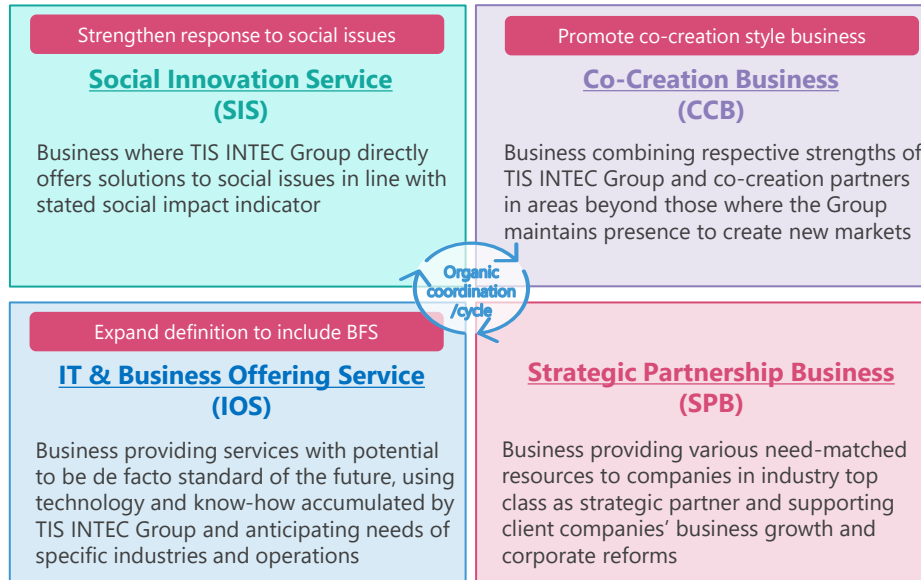 Strengthen response to social issues
Social Innovation Service
(SIS)
Business where TIS INTEC Group directly
offers solutions to social issues in line with
stated social impact indicator
Promote co-creation style business
Co-Creation Business
(CCB)
Business combining respective strengths of
TIS INTEC Group and co-creation partners
in areas beyond those where the Group
maintains presence to create new markets
Organic
coordination
/cycle
Expand definition to include BFS
IT & Business Offering Service
(IOS)
Business providing services with potential
to be de facto standard of the future, using
technology and know-how accumulated by
TIS INTEC Group and anticipating needs of
specific industries and operations
Strategic Partnership Business
(SPB)
Business providing various need-matched
resources to companies in industry top
class as strategic partner and supporting
client companies’ business growth and
corporate reforms